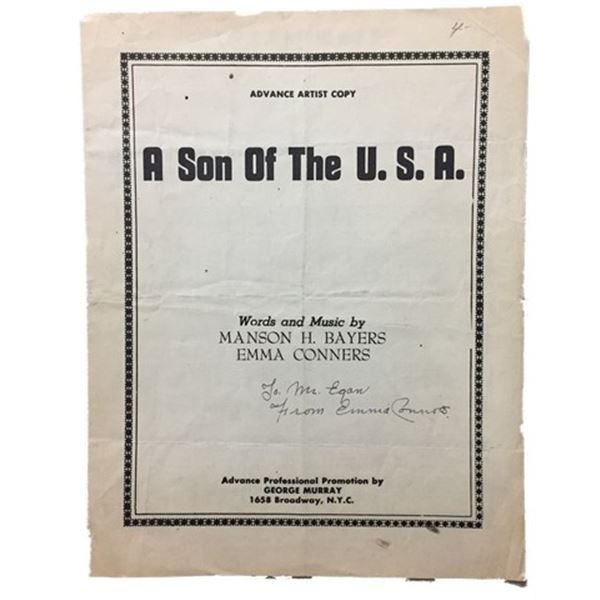 4-
ADVANCE ARTIST COPY
A Son Of The U. S. A.
Words and Music by
MANSON H. BAYERS
EMMA CONNERS
To Mr. Egan
From Emma Conners.
Advance Professional Promotion by
GEORGE MURRAY
1658 Broadway, N.Y.C.